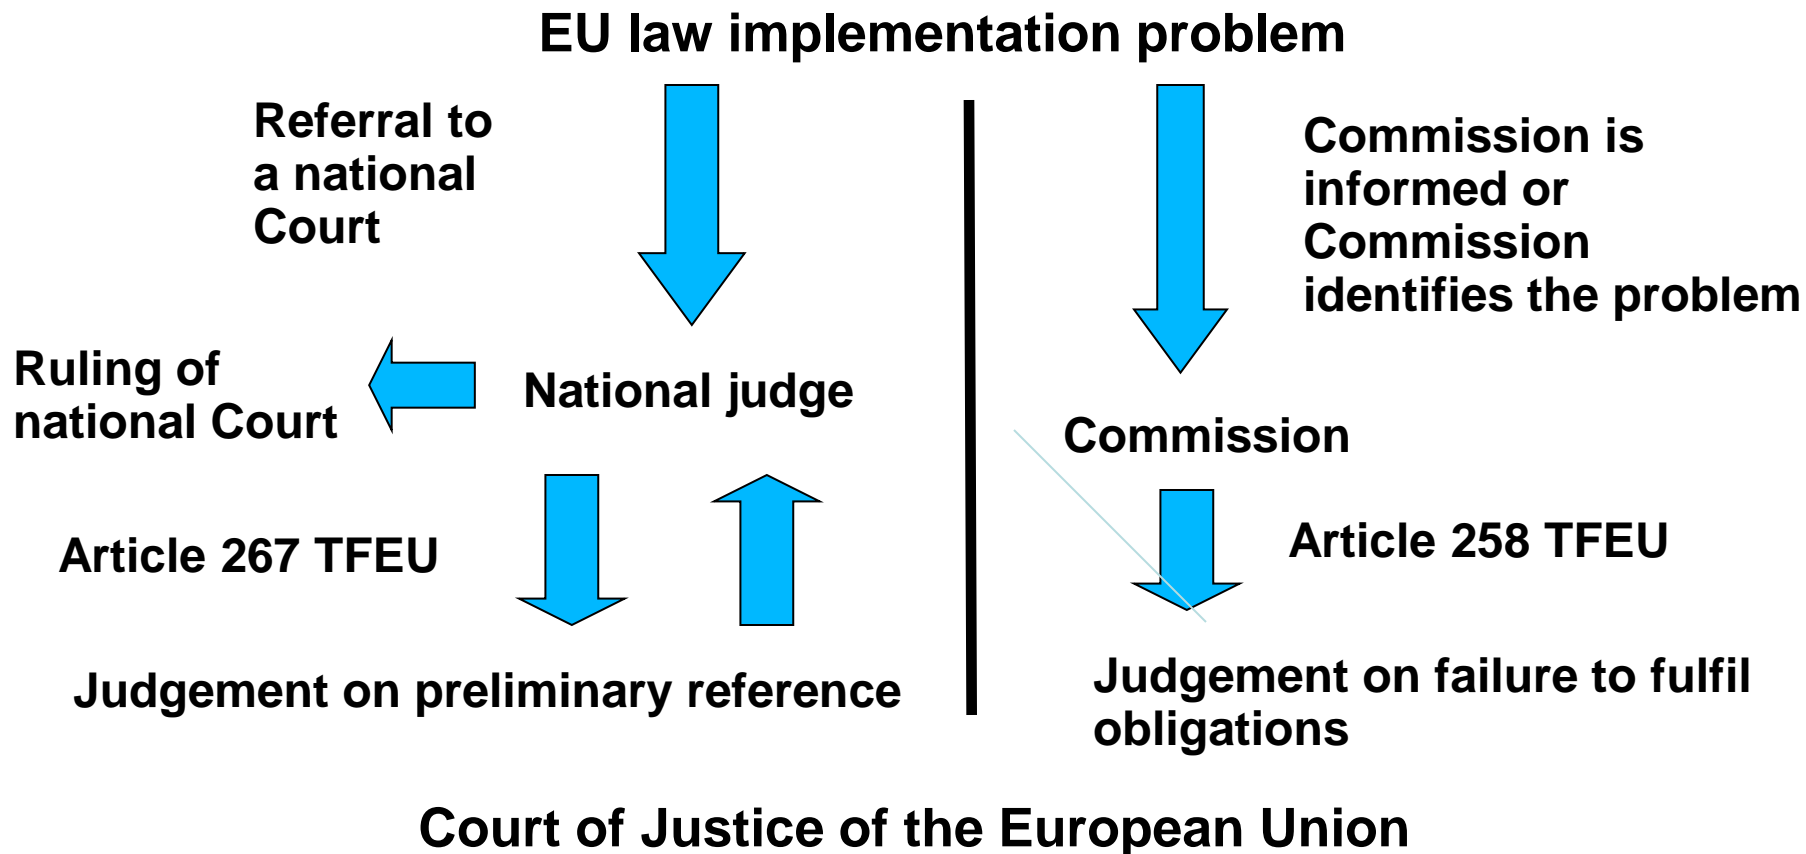 EU law implementation problem
Referral to
a national
Court
Commission is
informed or
Commission
identifies the problem
Ruling of
national Court
National judge
Commission
Article 267 TFEU
Article 258 TFEU
Judgement on preliminary reference
Judgement on failure to fulfil
obligations
Court of Justice of the European Union